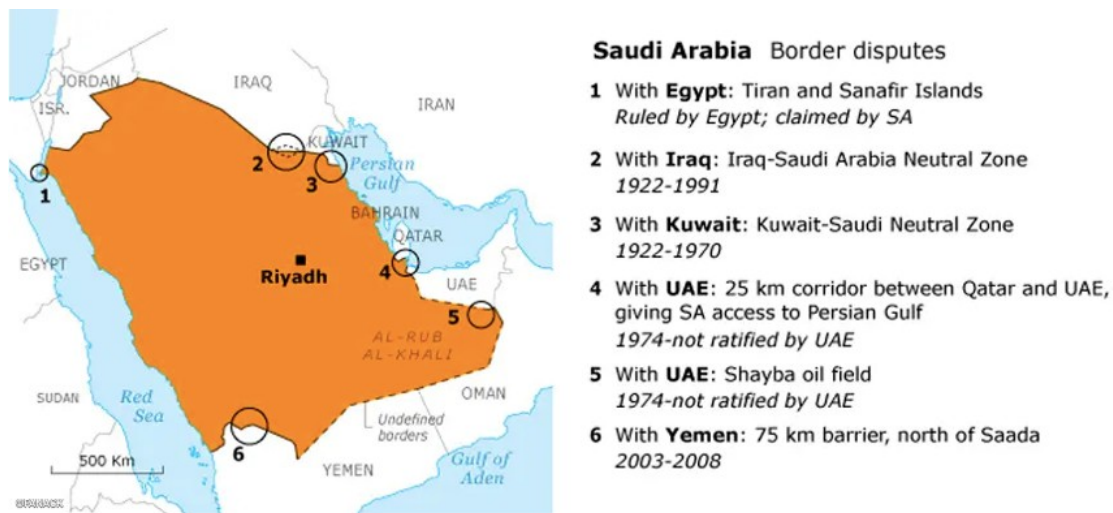 JORDAN
IRAQ
ISR.
IRAN
KUWAIT
2
3
Persian
Gulf
1
BAHRAIN
QATAR
EGYPT
Riyadh
4
UAE
5
AL-RUB
AL-KHALI
SUDAN
Red
Sea
OMAN
Undefined
borders
6
500 Km
YEMEN
Gulf of
Aden
©FANACK
Saudi Arabia Border disputes
1 With Egypt: Tiran and Sanafir Islands
Ruled by Egypt; claimed by SA
2 With Iraq: Iraq-Saudi Arabia Neutral Zone
1922-1991
3 With Kuwait: Kuwait-Saudi Neutral Zone
1922-1970
4 With UAE: 25 km corridor between Qatar and UAE,
giving SA access to Persian Gulf
1974-not ratified by UAE
5 With UAE: Shayba oil field
1974-not ratified by UAE
6 With Yemen: 75 km barrier, north of Saada
2003-2008